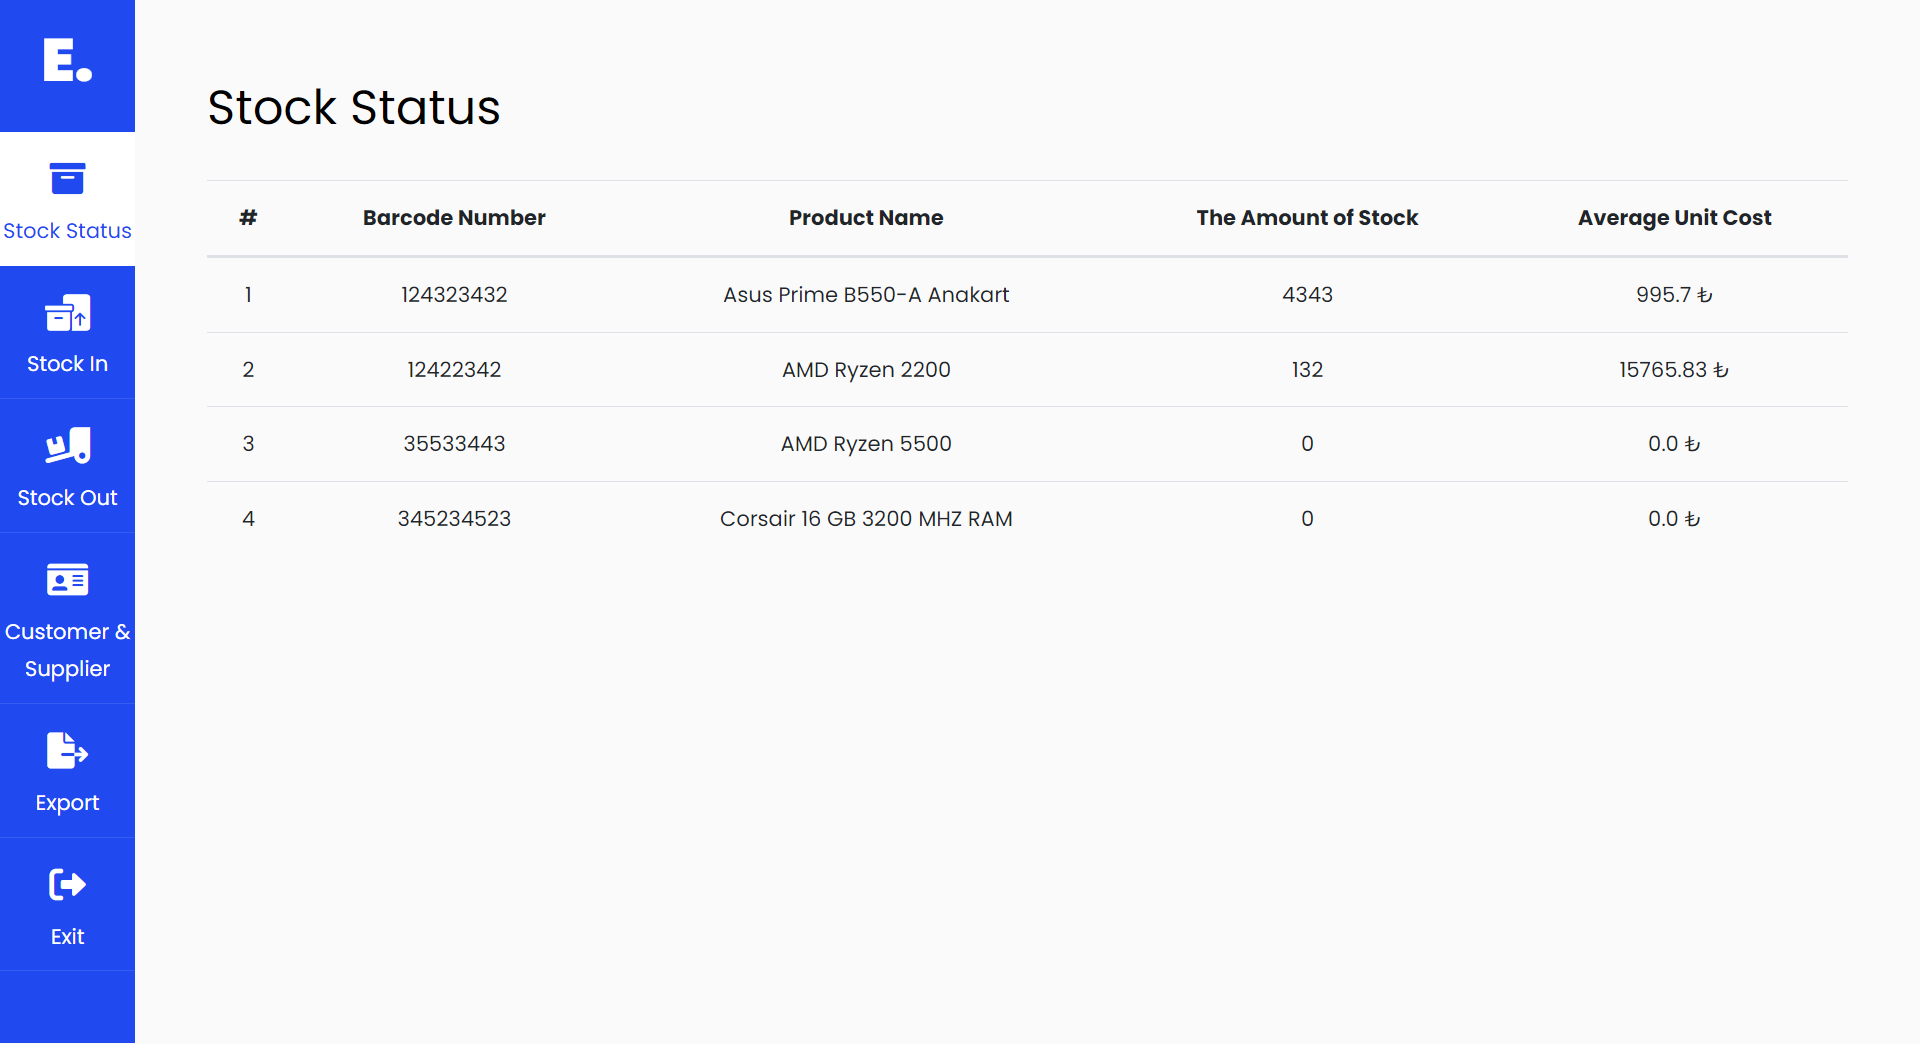 E.
Stock Status
Stock In
Stock Out
Customer &
Supplier
Export
Exit
Stock Status
# Barcode Number Product Name The Amount of Stock Average Unit Cost
1 124323432 Asus Prime B550-A Anakart 4343 995.7 ₺
2 12422342 AMD Ryzen 2200 132 15765.83 ₺
3 35533443 AMD Ryzen 5500 0 0.0 ₺
4 345234523 Corsair 16 GB 3200 MHZ RAM 0 0.0 ₺